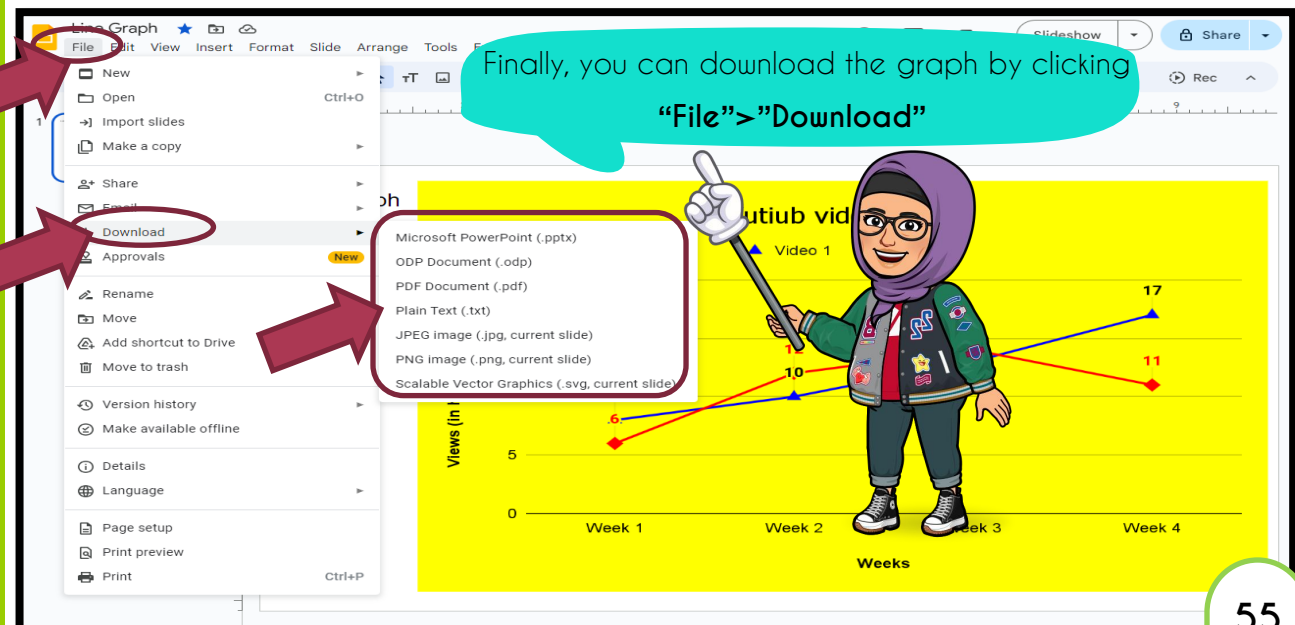 Line Graph
File Edit View Insert Format Slide Arrange Tools
Slideshow
Share
Rec
Finally, you can download the graph by clicking
“File”>”Download”
New
Open Ctrl+O
Import slides
Make a copy
Share
Email
Download
Approvals New
Rename
Move
Add shortcut to Drive
Move to trash
Version history
Make available offline
Details
Language
Page setup
Print preview
Print Ctrl+P
Microsoft PowerPoint (.pptx)
ODP Document (.odp)
PDF Document (.pdf)
Plain Text (.txt)
JPEG image (.jpg, current slide)
PNG image (.png, current slide)
Scalable Vector Graphics (.svg, current slide)
1
9
Video 1
17
11
12
10
6
5
0
Views (in
Week 1 Week 2 Week 4
Weeks
55